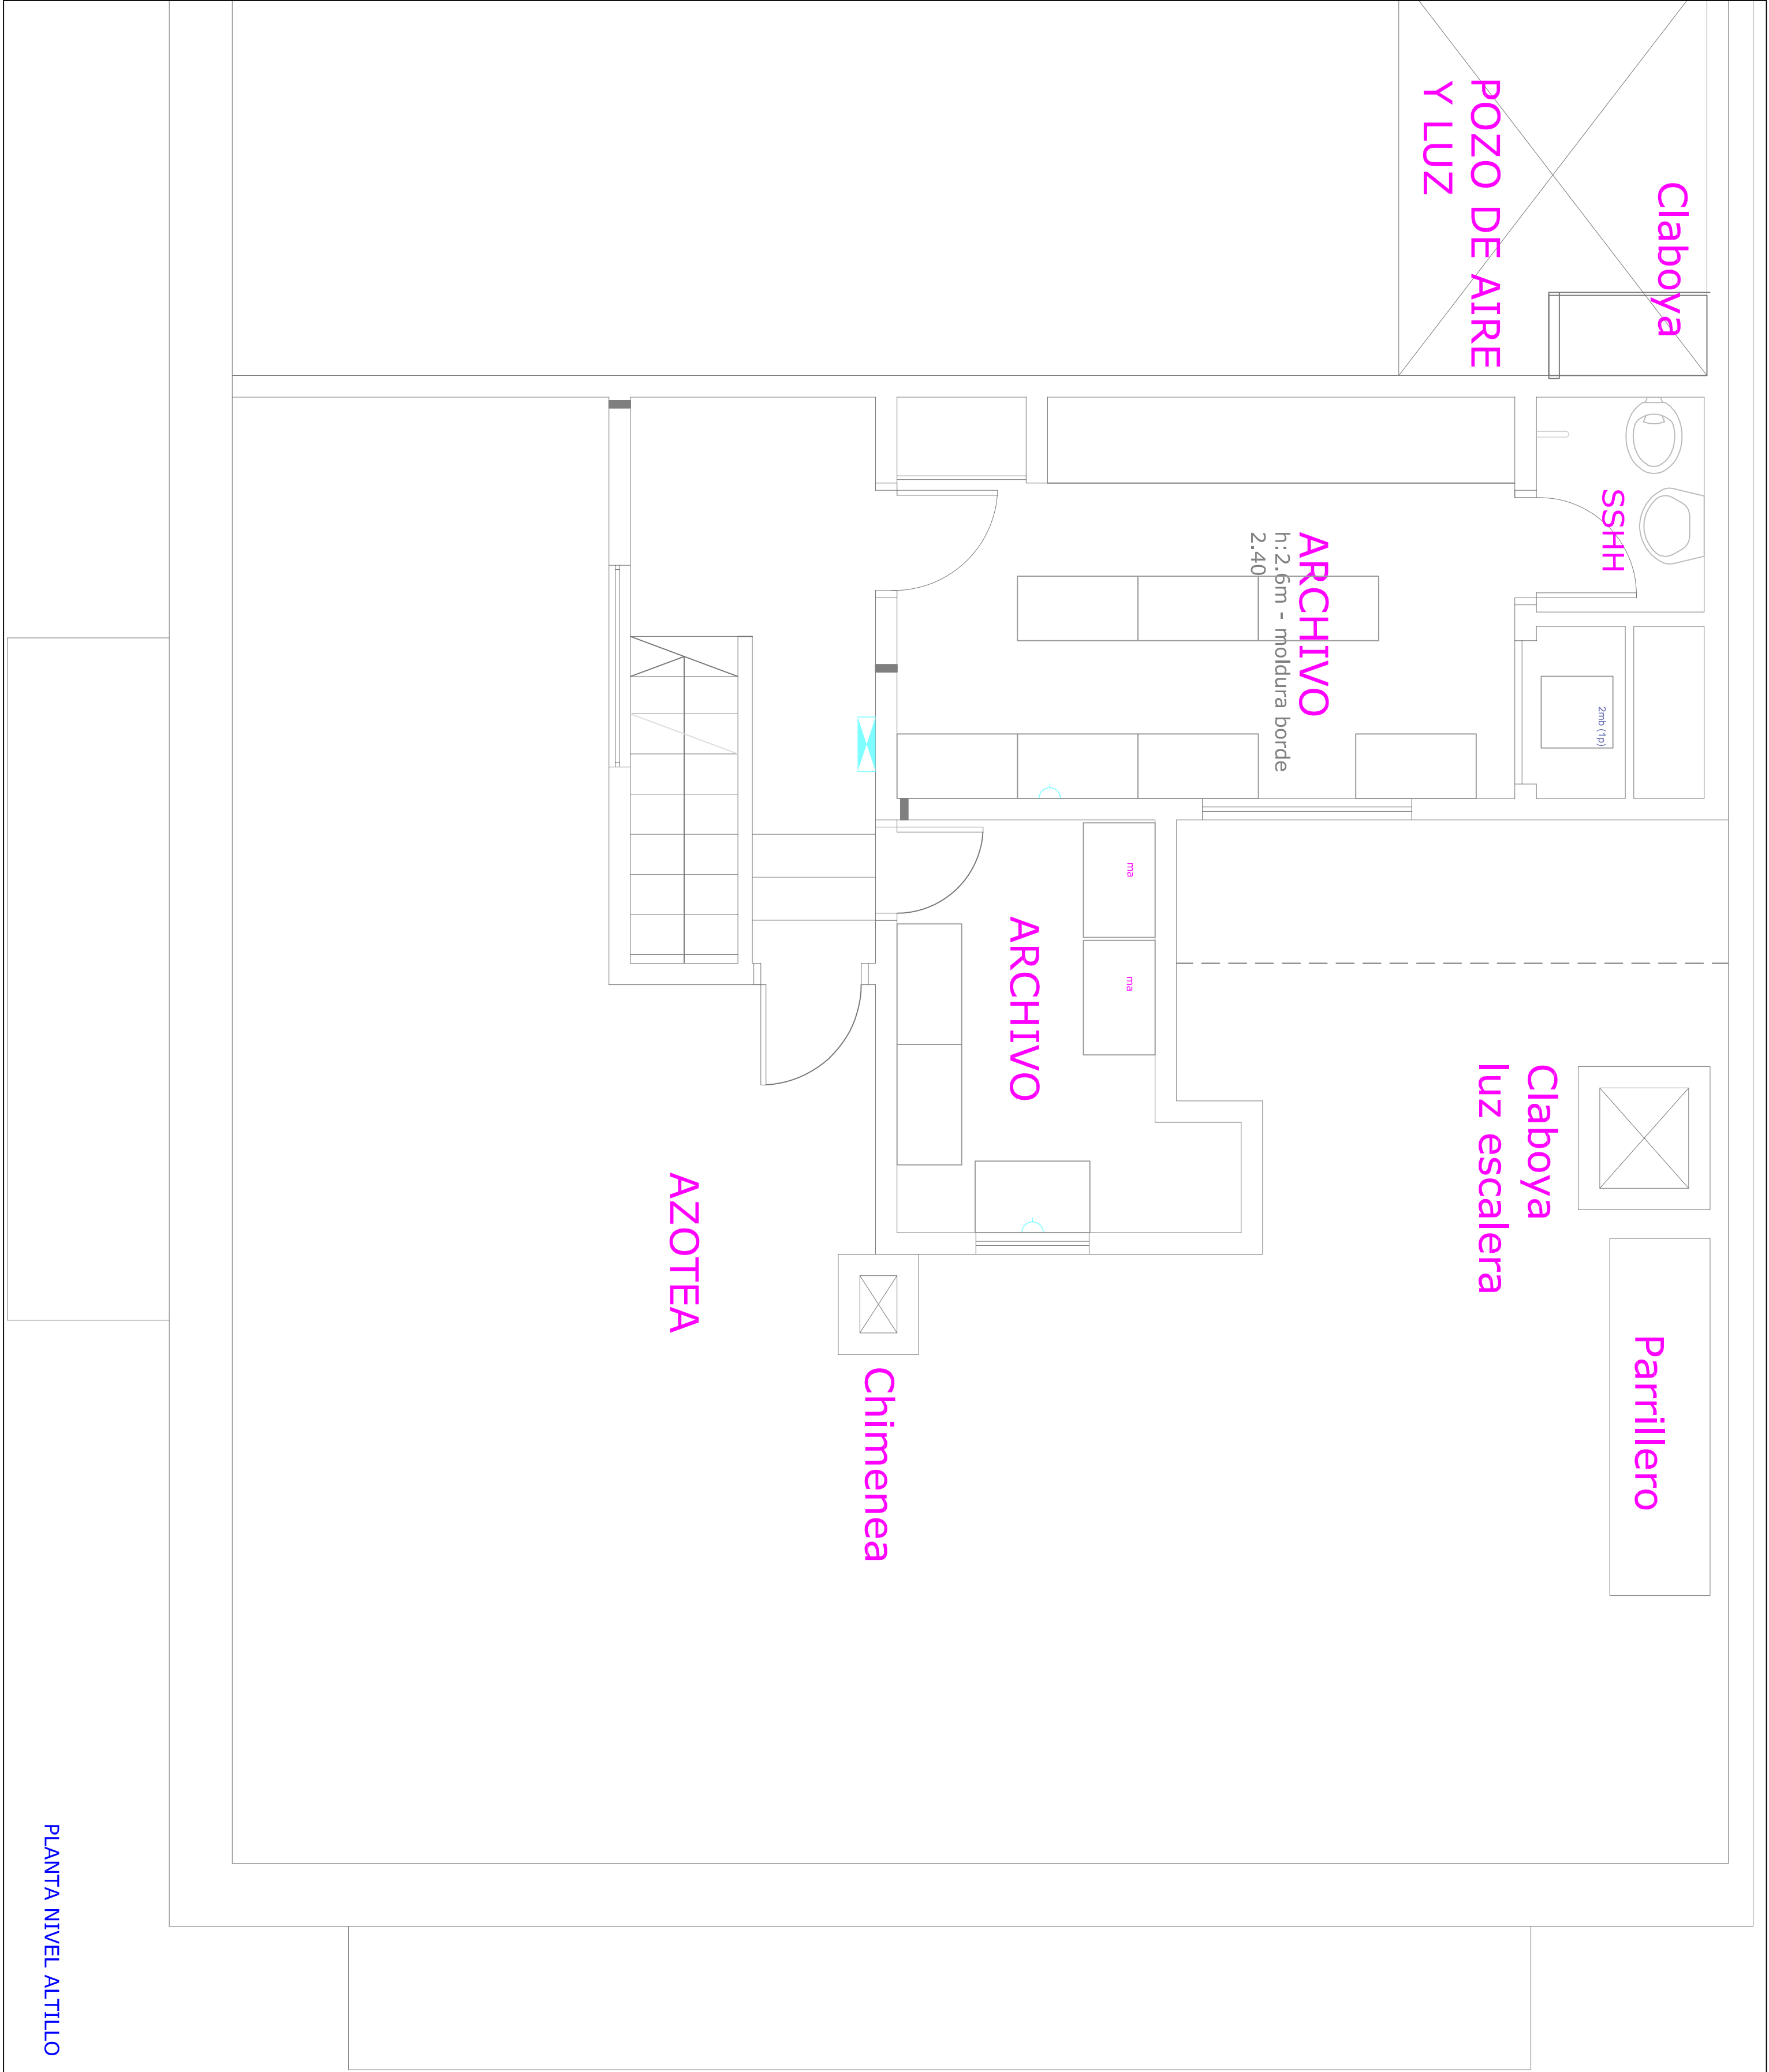 Claboya
POZO DE AIRE
Y LUZ
SSHH
ARCHIVO
h:2.6m - moldura borde
2.40
2mb (1p)
ma
ma
ARCHIVO
Claboya
luz escalera
AZOTEA
Parrillero
Chimenea
PLANTA NIVEL ALTILLO